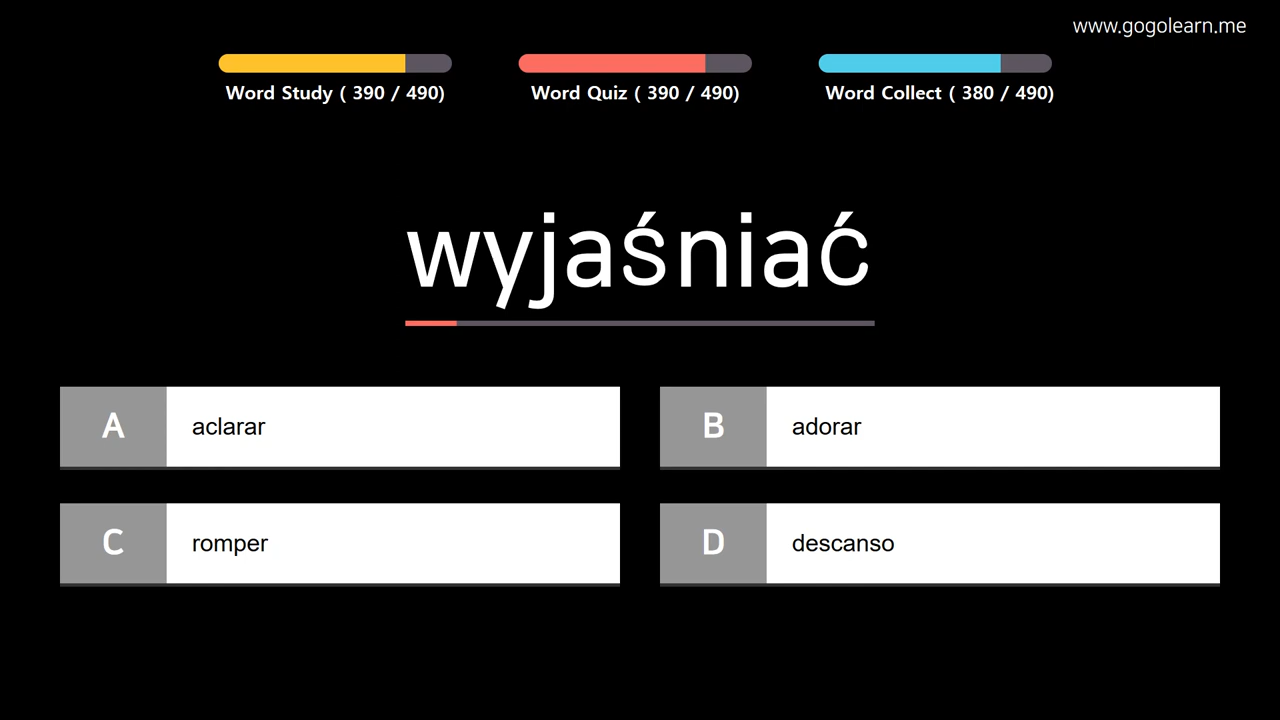 www.gogolearn.me
Word Study ( 390 / 490)
Word Quiz ( 390 / 490)
Word Collect ( 380 / 490)
wyjaśniać
A aclarar
B adorar
C romper
D descanso